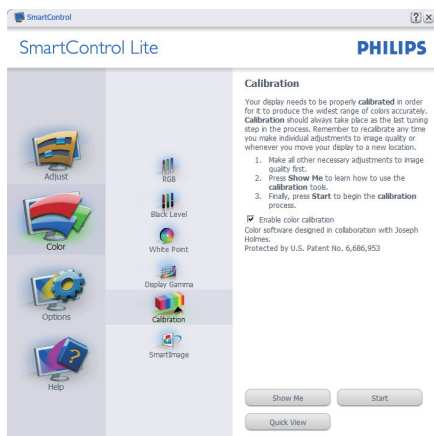 SmartControl
SmartControl Lite
PHILIPS
Adjust
Color
Options
Help
RGB
Black Level
White Point
Display Gamma
Calibration
SmartImage
Calibration
Your display needs to be properly calibrated in order
for it to produce the widest range of colors accurately.
Calibration should always take place as the last tuning
step in the process. Remember to recalibrate any time
you make individual adjustments to image quality or
whenever you move your display to a new location.
1. Make all other necessary adjustments to image
quality first.
2. Press Show Me to learn how to use the
calibration tools.
3. Finally, press Start to begin the calibration
process.
Enable color calibration
Color software designed in collaboration with Joseph
Holmes.
Protected by U.S. Patent No. 6,686,953
Show Me
Start
Quick View